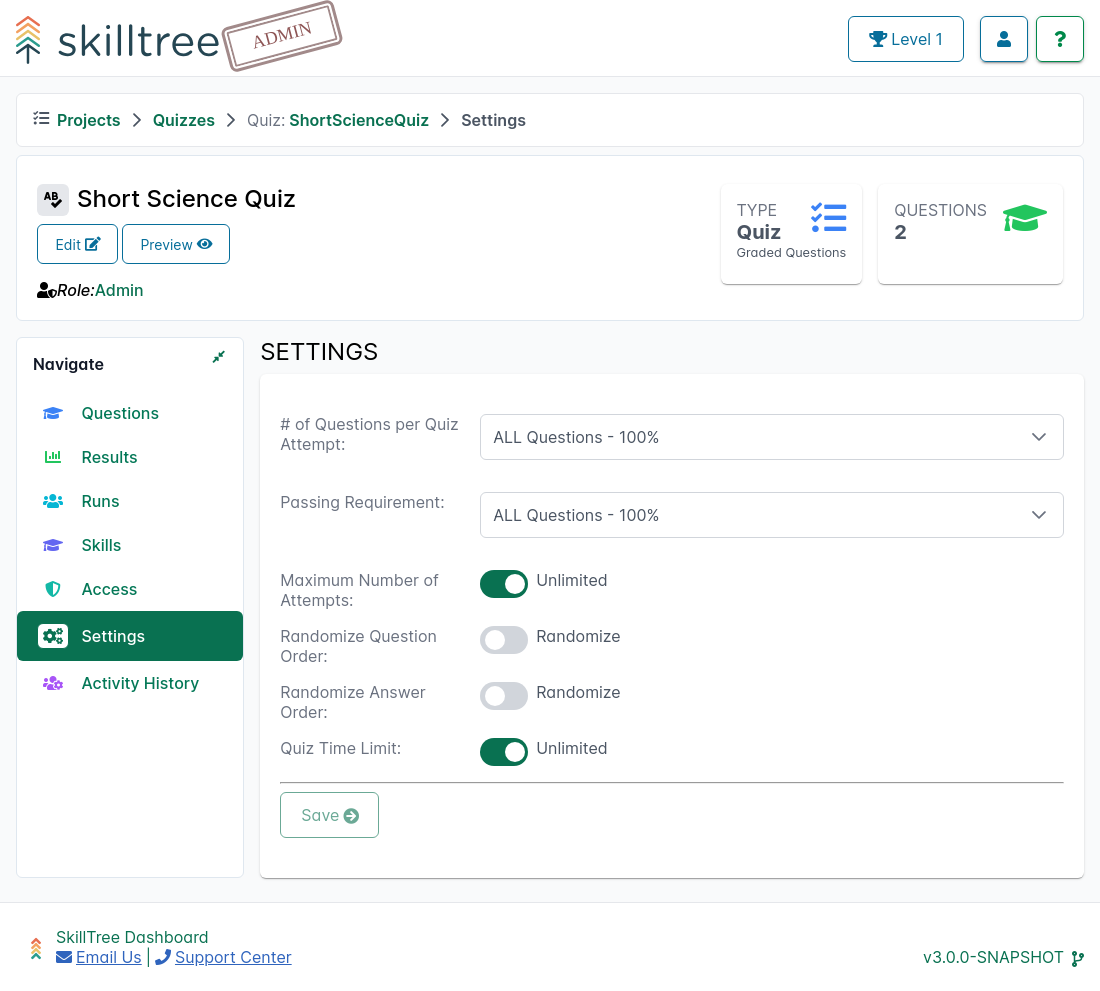 skilltree
ADMIN
Level 1
?
Projects > Quizzes > Quiz: ShortScienceQuiz > Settings
AB
Short Science Quiz
Edit
Preview
Role: Admin
TYPE
Quiz
Graded Questions
QUESTIONS
2
Navigate
Questions
Results
Runs
Skills
Access
Settings
Activity History
SETTINGS
# of Questions per Quiz
Attempt:
ALL Questions - 100%
Passing Requirement:
ALL Questions - 100%
Maximum Number of
Attempts:
Unlimited
Randomize Question
Order:
Randomize
Randomize Answer
Order:
Randomize
Quiz Time Limit:
Unlimited
Save
SkillTree Dashboard
Email Us | Support Center
v3.0.0-SNAPSHOT